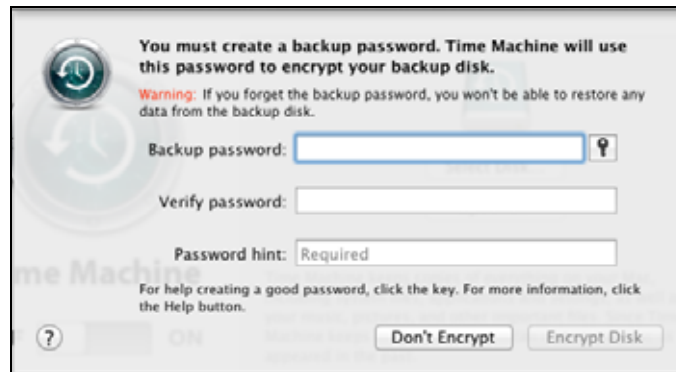 You must create a backup password. Time Machine will use
this password to encrypt your backup disk.
Warning: If you forget the backup password, you won't be able to restore any
data from the backup disk.
Backup password:
Verify password:
Password hint: Required
me Machine
For help creating a good password, click the key. For more information, click
the Help button.
? ON Don't Encrypt Encrypt Disk